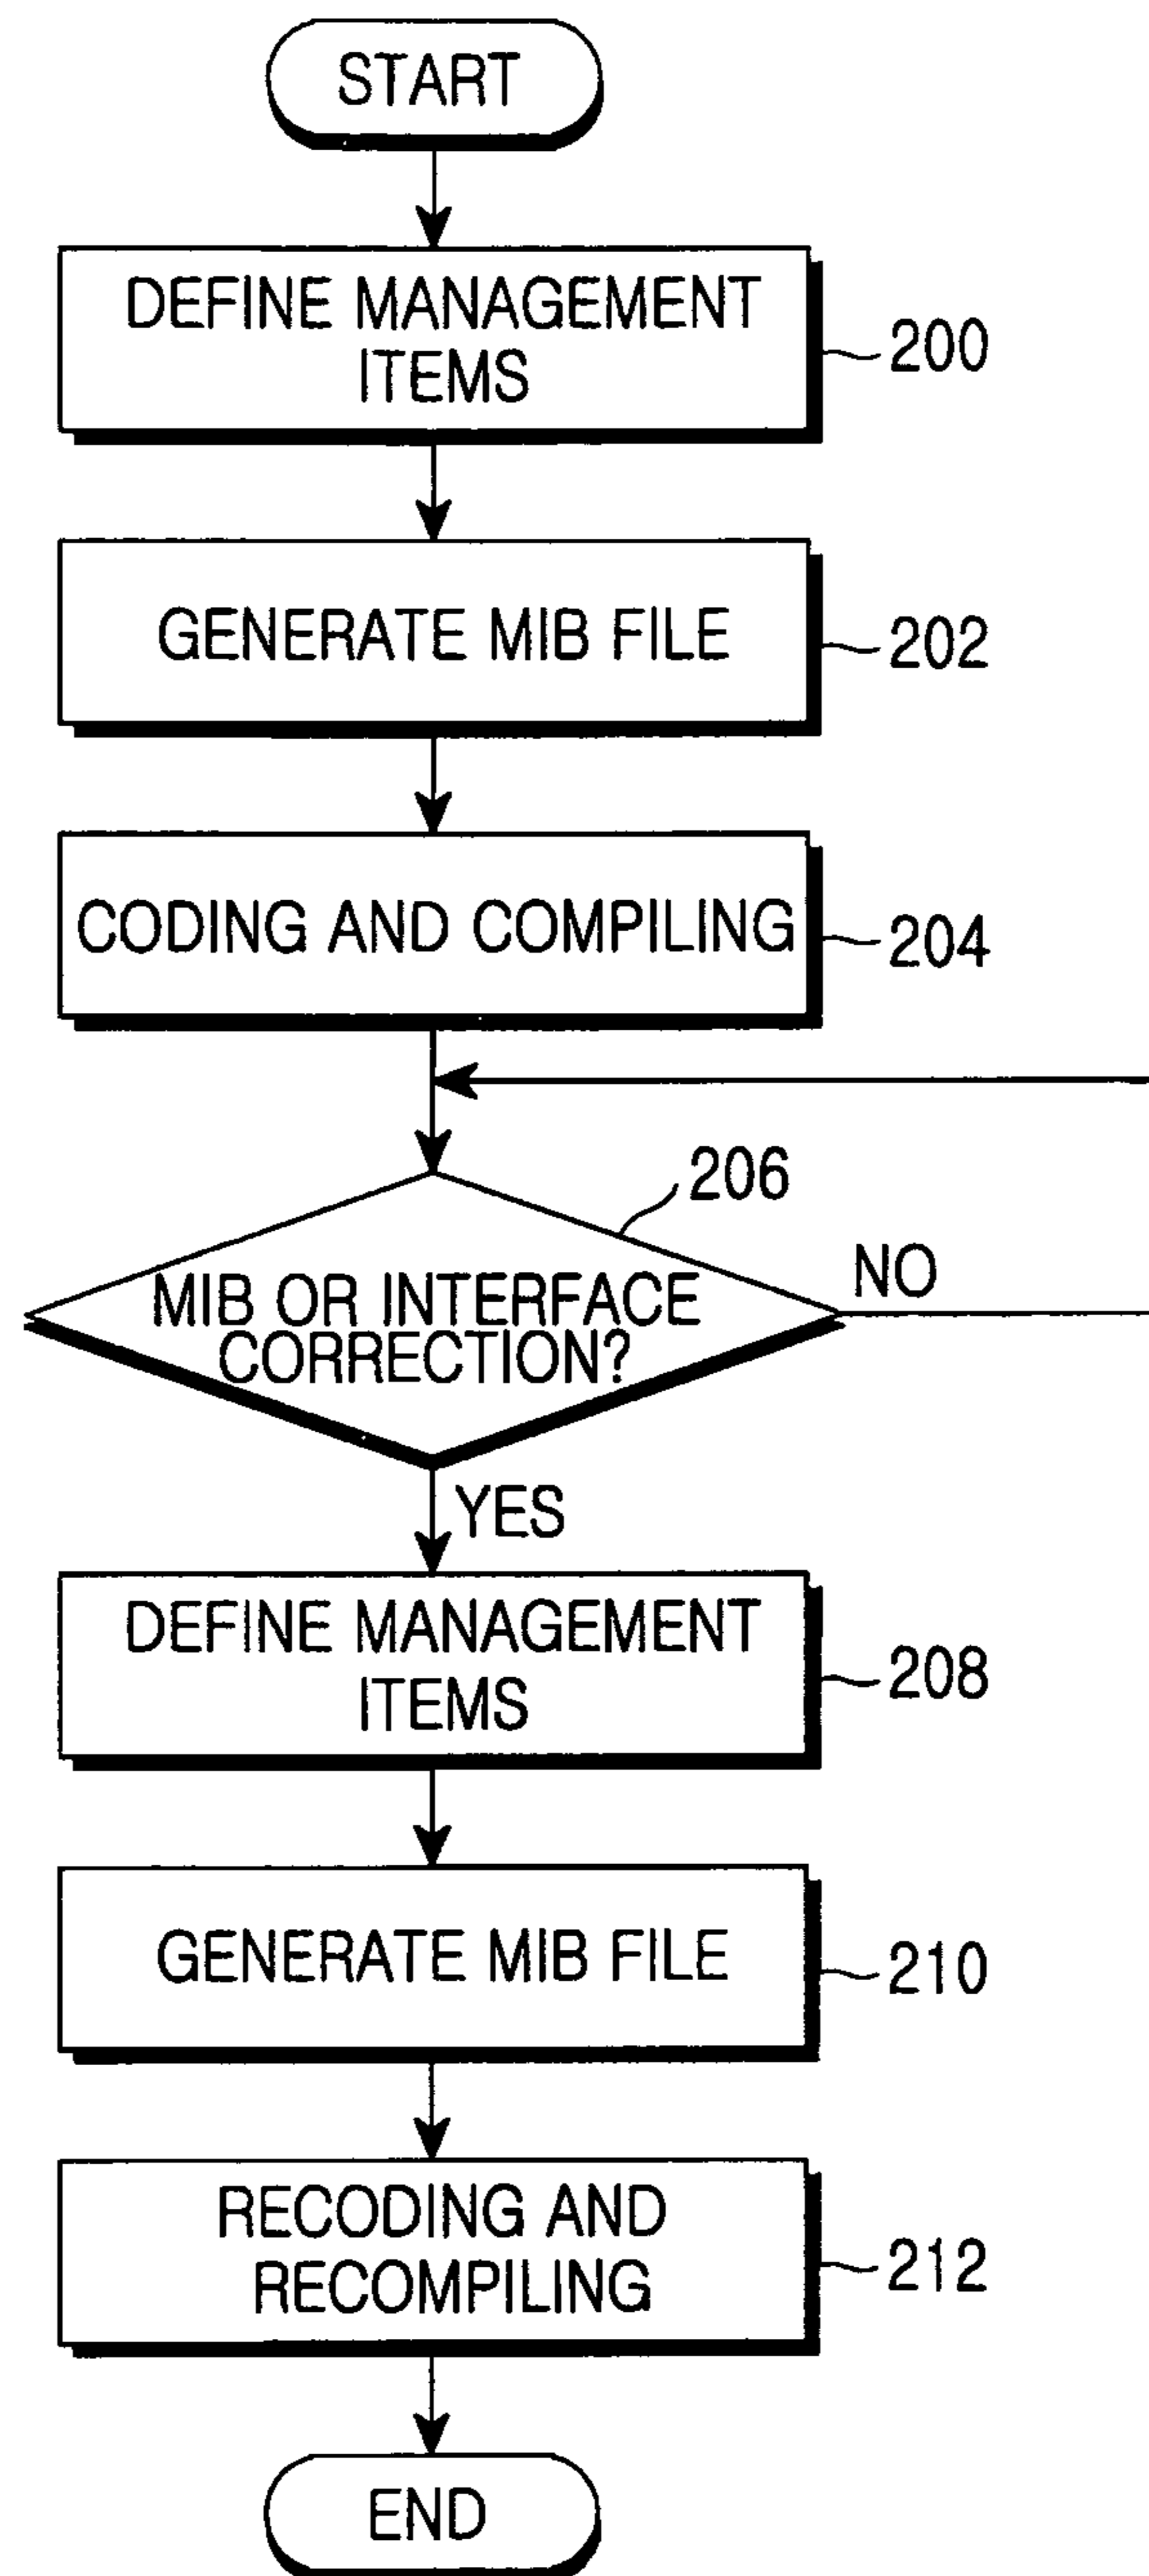 START
DEFINE MANAGEMENT
ITEMS
200
GENERATE MIB FILE
202
CODING AND COMPILING
204
206
MIB OR INTERFACE
CORRECTION?
NO
YES
DEFINE MANAGEMENT
ITEMS
208
GENERATE MIB FILE
210
RECODING AND
RECOMPILING
212
END